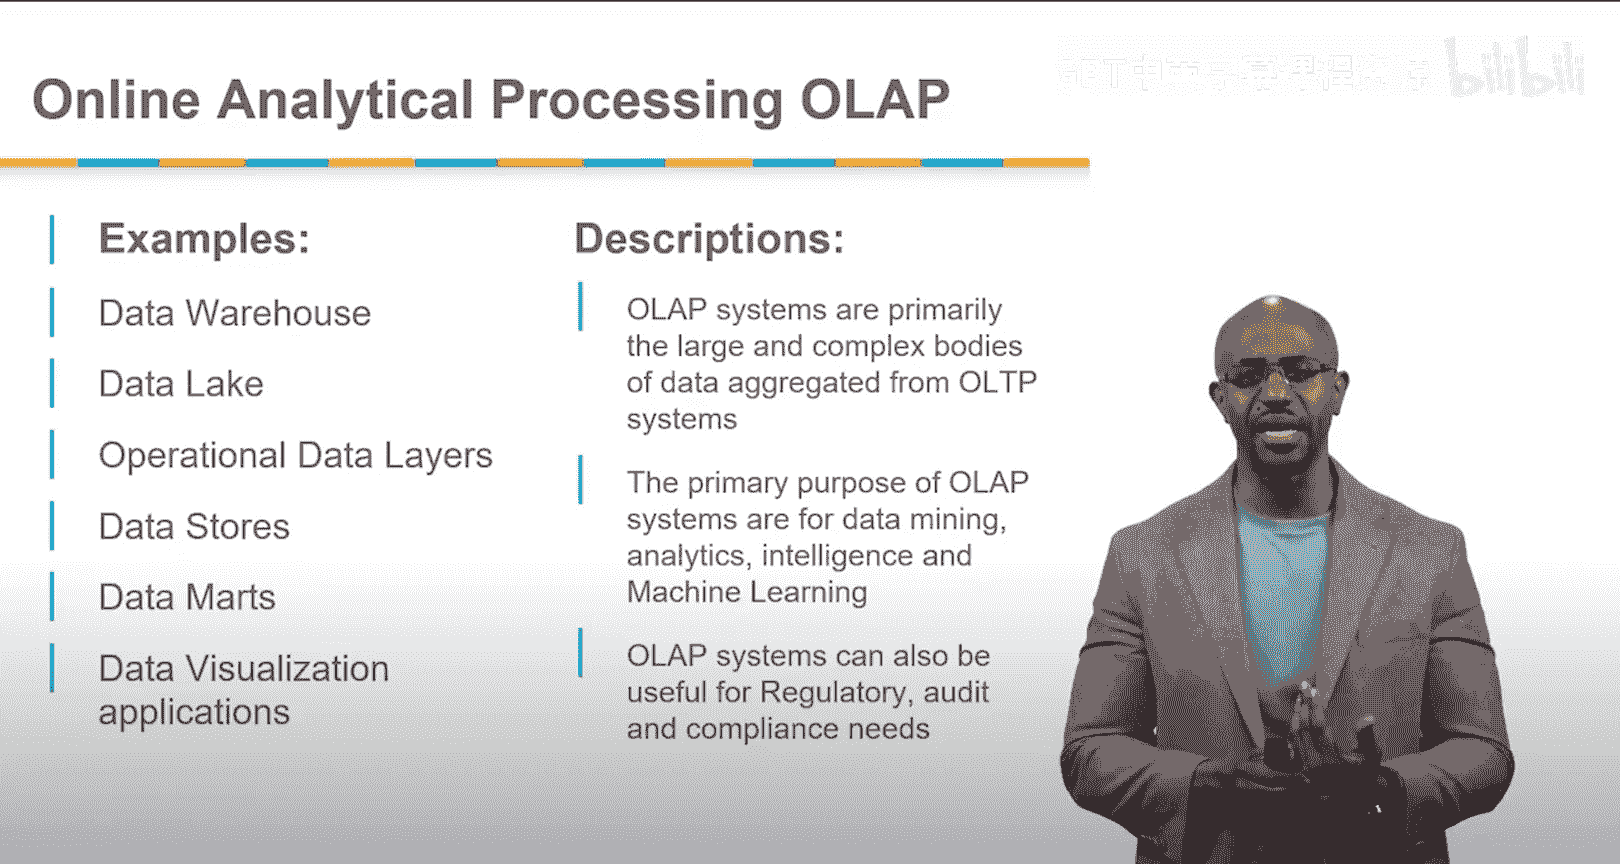 bilibili
Online Analytical Processing OLAP
Examples:
Data Warehouse
Data Lake
Operational Data Layers
Data Stores
Data Marts
Data Visualization
applications
Descriptions:
OLAP systems are primarily
the large and complex bodies
of data aggregated from OLTP
systems
The primary purpose of OLAP
systems are for data mining,
analytics, intelligence and
Machine Learning
OLAP systems can also be
useful for Regulatory, audit
and compliance needs